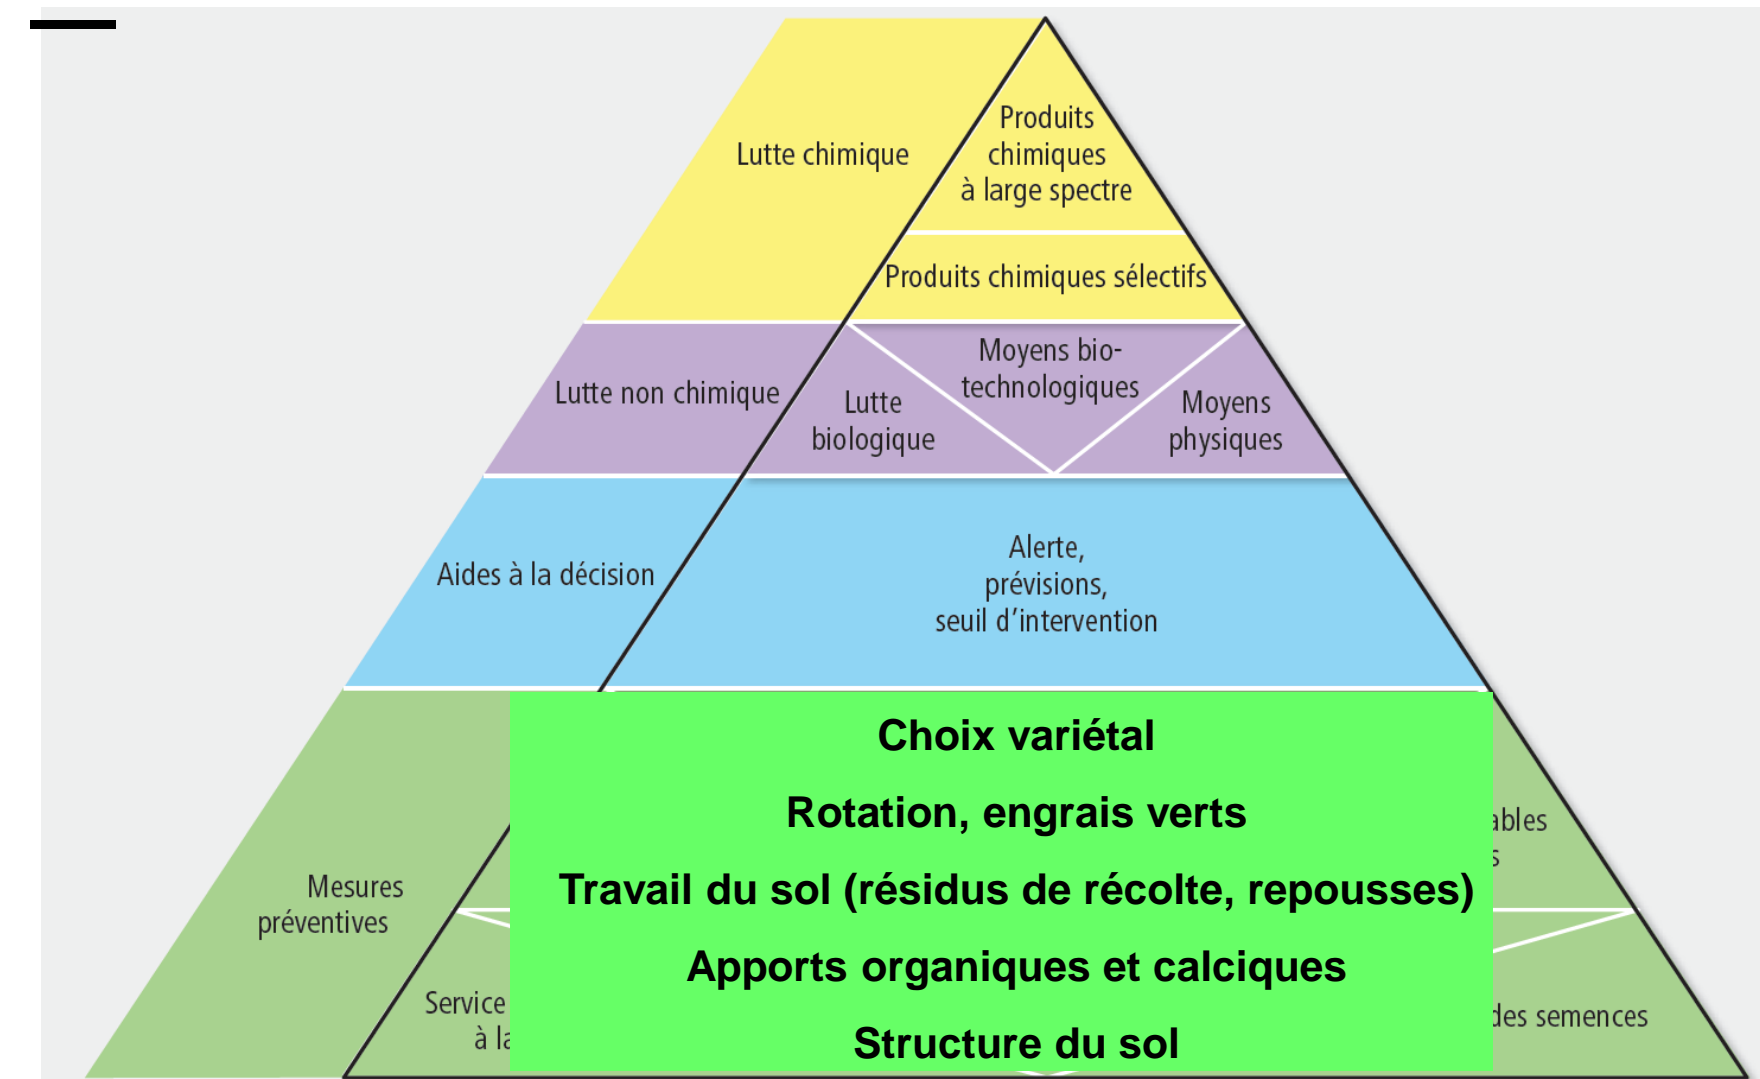 Lutte chimique
Produits
chimiques
à large spectre
Produits chimiques sélectifs
Lutte non chimique
Lutte
biologique
Moyens bio-
technologiques
Moyens
physiques
Aides à la décision
Alerte,
prévisions,
seuil d’intervention
Mesures
préventives
Choix variétal
Rotation, engrais verts
Travail du sol (résidus de récolte, repousses)
Apports organiques et calciques
Structure du sol
Service
à
des semences